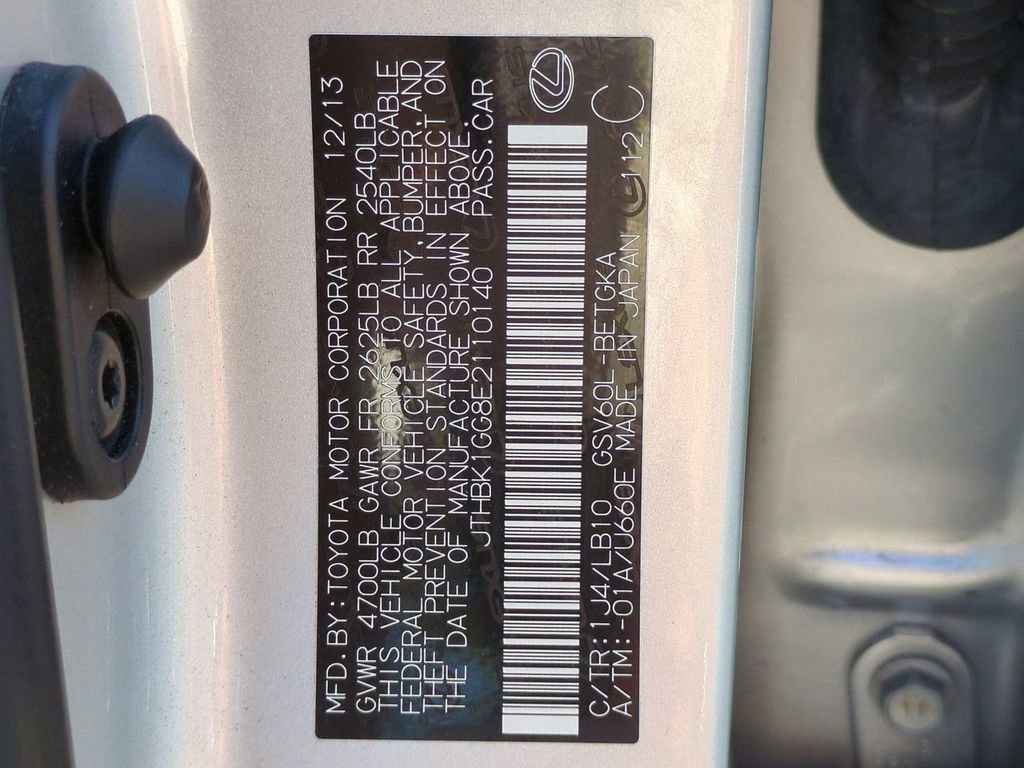 MFD.BY:TOYOTA MOTOR CORPORATION 12/13
GVWR 4700LB GAWR FR 2625LB RR 2540LB
THIS VEHICLE CONFORMS TO ALL APPLICABLE
FEDERAL MOTOR VEHICLE SAFETY,BUMPER,AND
THEFT PREVENTION STANDARDS IN EFFECT ON
THE DATE OF MANUFACTURE SHOWN ABOVE.
JTHBK1GG8E2110140 PASS.CAR
C/TR:1J4/LB10 GSV60L-BETGKA
A/TM:-01A/U660E MADE IN JAPAN
112 C